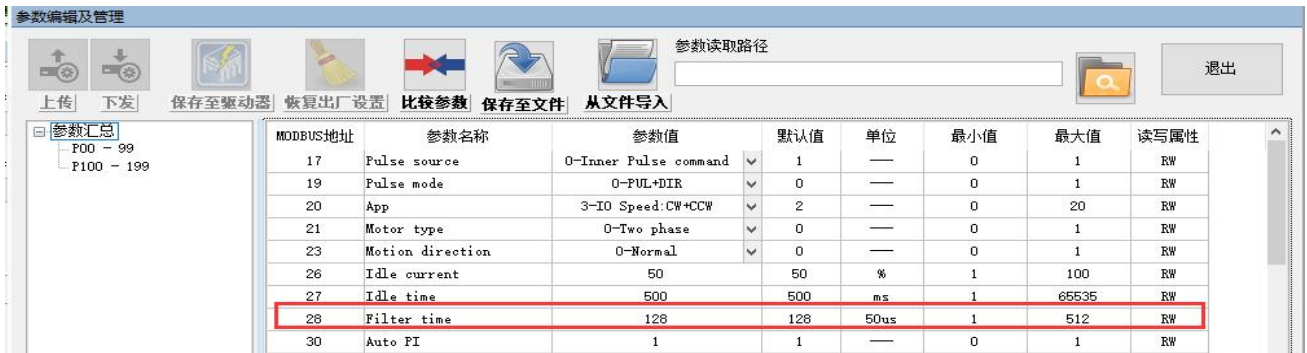 参数编辑及管理
参数读取路径
退出
上传 下发 保存至驱动器 恢复出厂设置 比较参数 保存至文件 从文件导入
参数汇总
P00 - 99
P100 - 199
MODBUS地址 参数名称 参数值 默认值 单位 最小值 最大值 读写属性
17 Pulse source 0-Inner Pulse command 1 —— 0 1 RW
19 Pulse mode 0-PUL+DIR 0 —— 0 1 RW
20 App 3-IO Speed:CW+CCW 2 —— 0 20 RW
21 Motor type 0-Two phase 0 —— 0 1 RW
23 Motion direction 0-Normal 0 —— 0 1 RW
26 Idle current 50 50 % 1 100 RW
27 Idle time 500 500 ms 1 65535 RW
28 Filter time 128 128 50us 1 512 RW
30 Auto PI 1 1 —— 0 1 RW